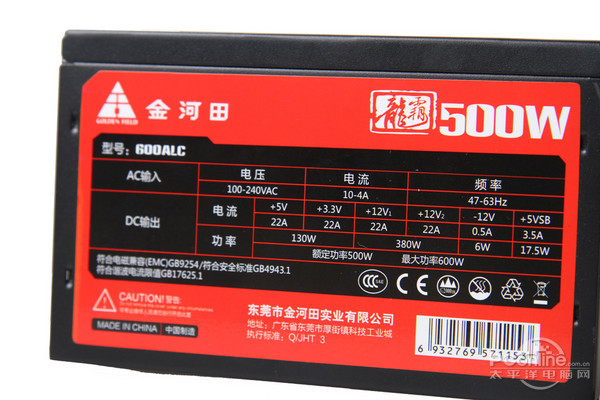 GOLDEN FIELD
金河田
龍霸 500W
型号: 600ALC
AC输入 电压 电流 频率
100-240VAC 10-4A 47-63Hz
DC输出 电流 +5V +3.3V +12V1 +12V2 -12V +5VSB
22A 22A 22A 22A 0.5A 3.5A
功率 130W 380W 6W 17.5W
额定功率500W 最大功率600W
符合电磁兼容(EMC)GB9254/符合安全标准GB4943.1
符合谐波电流限值GB17625.1
CAUTION! 警告:
MADE IN CHINA 中国制造
东莞市金河田实业有限公司
地址: 广东省东莞市厚街镇科技工业城
执行标准: Q/JHT 3
PConline.com.cn
太平洋电脑网